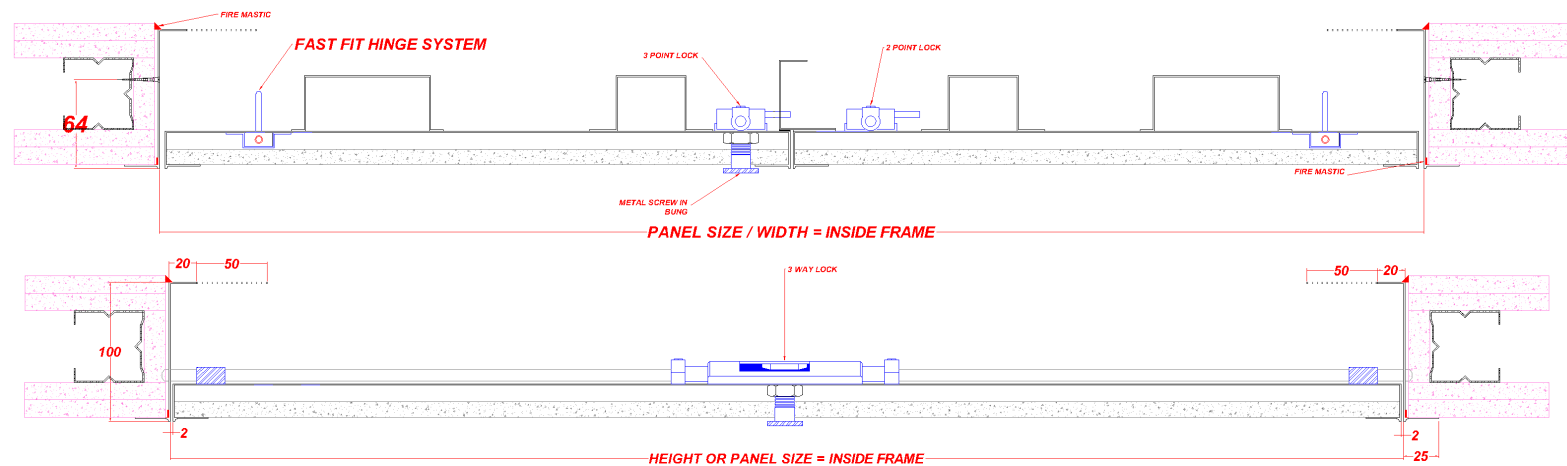 FIRE MASTIC
FAST FIT HINGE SYSTEM
3 POINT LOCK
2 POINT LOCK
64
FIRE MASTIC
METAL SCREW IN
BUNG
PANEL SIZE / WIDTH = INSIDE FRAME
20
50
3 WAY LOCK
50
20
100
2
2
HEIGHT OR PANEL SIZE = INSIDE FRAME
25